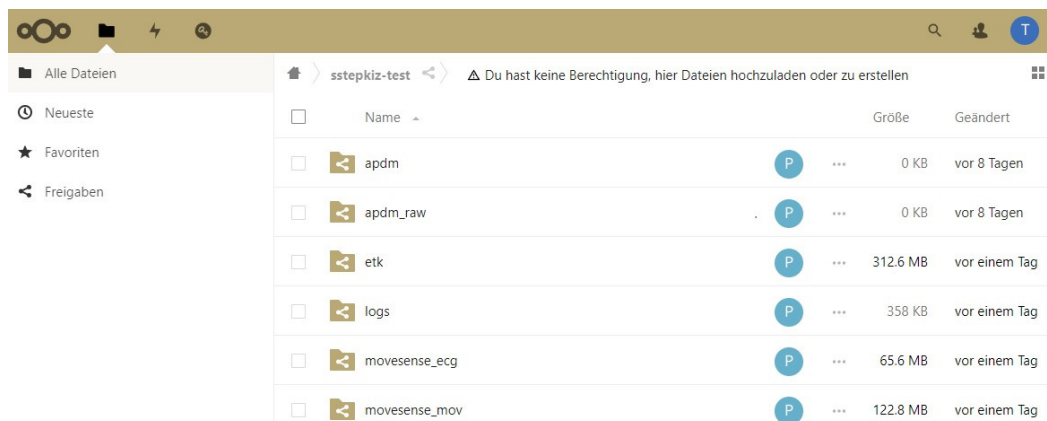 T
Alle Dateien
Neueste
Favoriten
Freigaben
sstepkiz-test Du hast keine Berechtigung, hier Dateien hochzuladen oder zu erstellen
Name Größe Geändert
apdm P ... 0 KB vor 8 Tagen
apdm_raw . P ... 0 KB vor 8 Tagen
etk P ... 312.6 MB vor einem Tag
logs P ... 358 KB vor einem Tag
movesense_ecg P ... 65.6 MB vor einem Tag
movesense_mov P ... 122.8 MB vor einem Tag